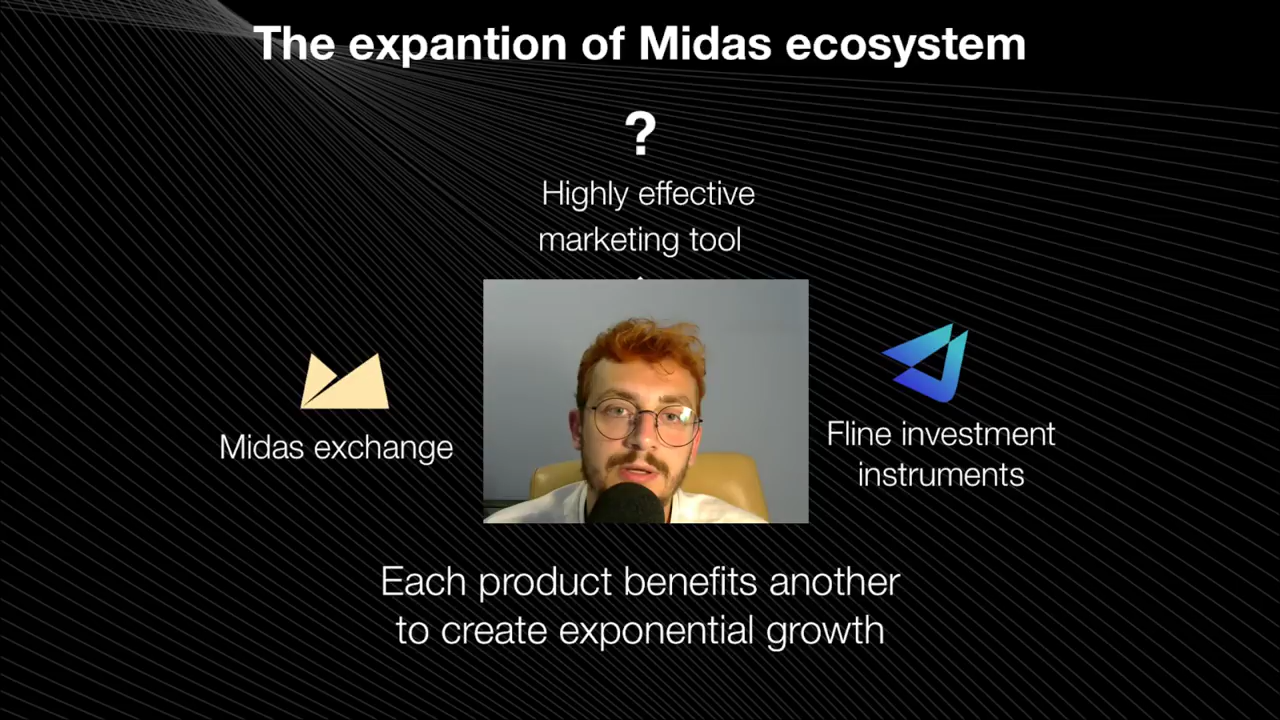 The expantion of Midas ecosystem
?
Highly effective
marketing tool
Midas exchange
Fline investment
instruments
Each product benefits another
to create exponential growth